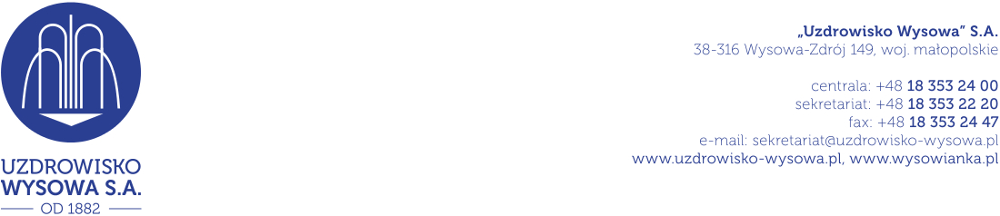 UZDROWISKO
WYSOWA S.A.
OD 1882
„Uzdrowisko Wysowa” S.A.
38-316 Wysowa-Zdrój 149, woj. małopolskie
centrala: +48 18 353 24 00
sekretariat: +48 18 353 22 20
fax: +48 18 353 24 47
e-mail: sekretariat@uzdrowisko-wysowa.pl
www.uzdrowisko-wysowa.pl, www.wysowianka.pl